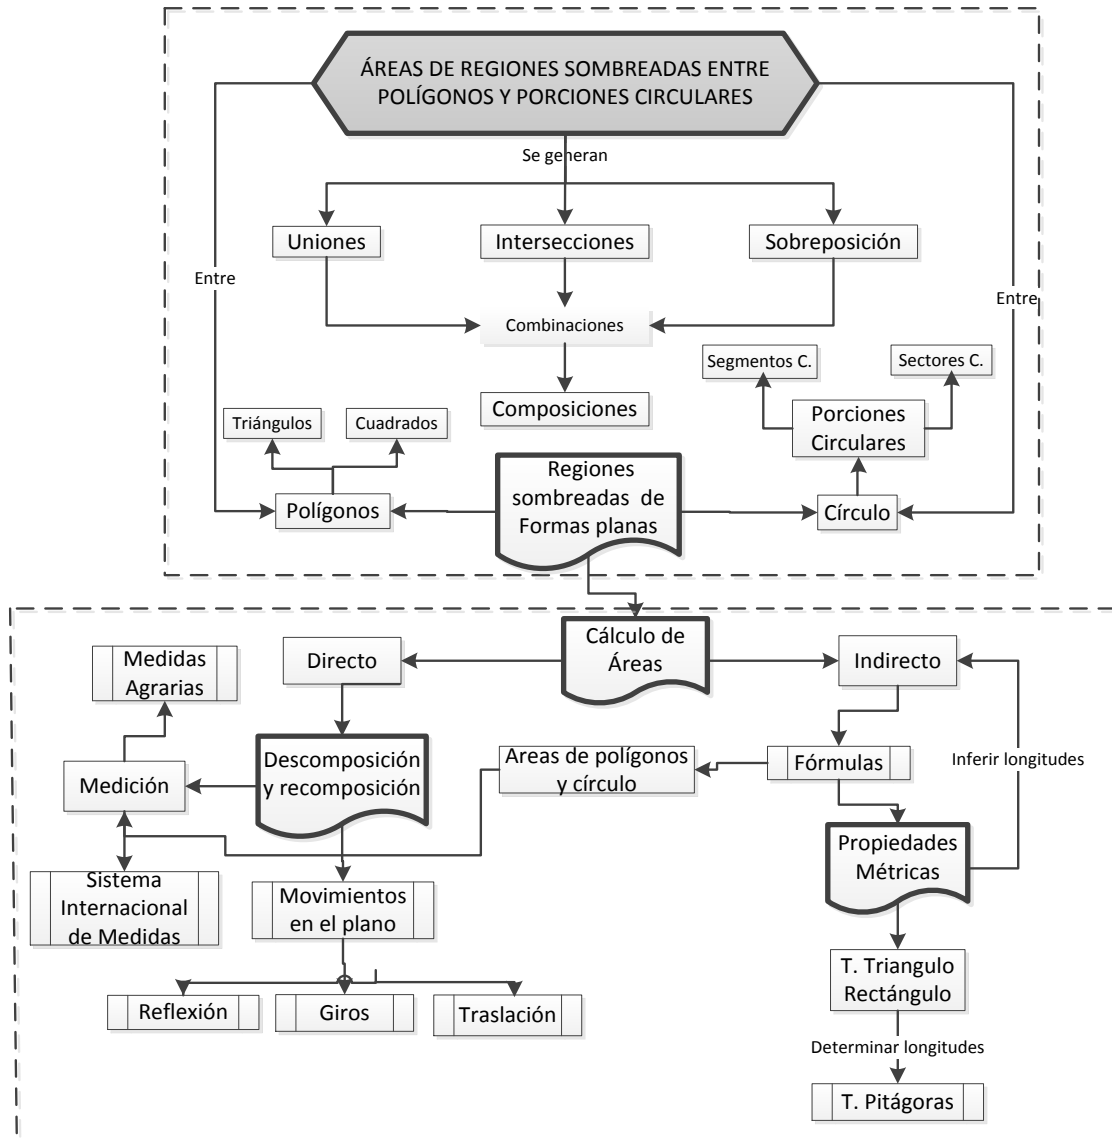 ÁREAS DE REGIONES SOMBREADAS ENTRE
POLÍGONOS Y PORCIONES CIRCULARES
Se generan
Uniones
Intersecciones
Sobreposición
Entre
Entre
Combinaciones
Segmentos C.
Sectores C.
Composiciones
Triángulos
Cuadrados
Porciones
Circulares
Regiones
sombreadas de
Formas planas
Polígonos
Círculo
Cálculo de
Áreas
Directo
Indirecto
Medidas
Agrarias
Descomposición
y recomposición
Areas de polígonos
y círculo
Fórmulas
Inferir longitudes
Medición
Propiedades
Métricas
Sistema
Internacional
de Medidas
Movimientos
en el plano
T. Triangulo
Rectángulo
Reflexión
Giros
Traslación
Determinar longitudes
T. Pitágoras